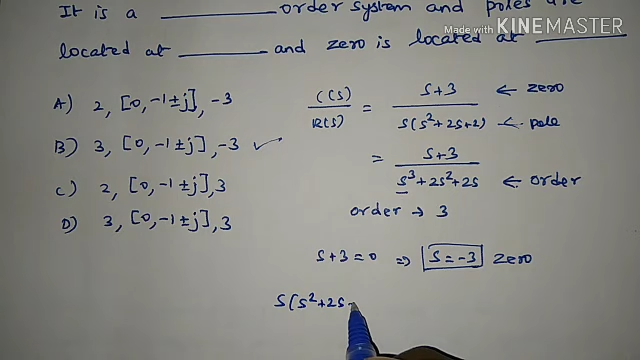 It is a ________ order system and poles are
Made with KINEMASTER
located at ________ and zero is located at ________
A) 2, [0, -1±j], -3
B) 3, [0, -1±j], -3 ✓
C) 2, [0, -1±j], 3
D) 3, [0, -1±j], 3
C(S)/R(S) = S+3 / S(S²+2S+2) ← zero ← pole
= S+3 / S³+2S²+2S ← order
order → 3
S+3=0 ⇒ S=-3 zero
S(S²+2S